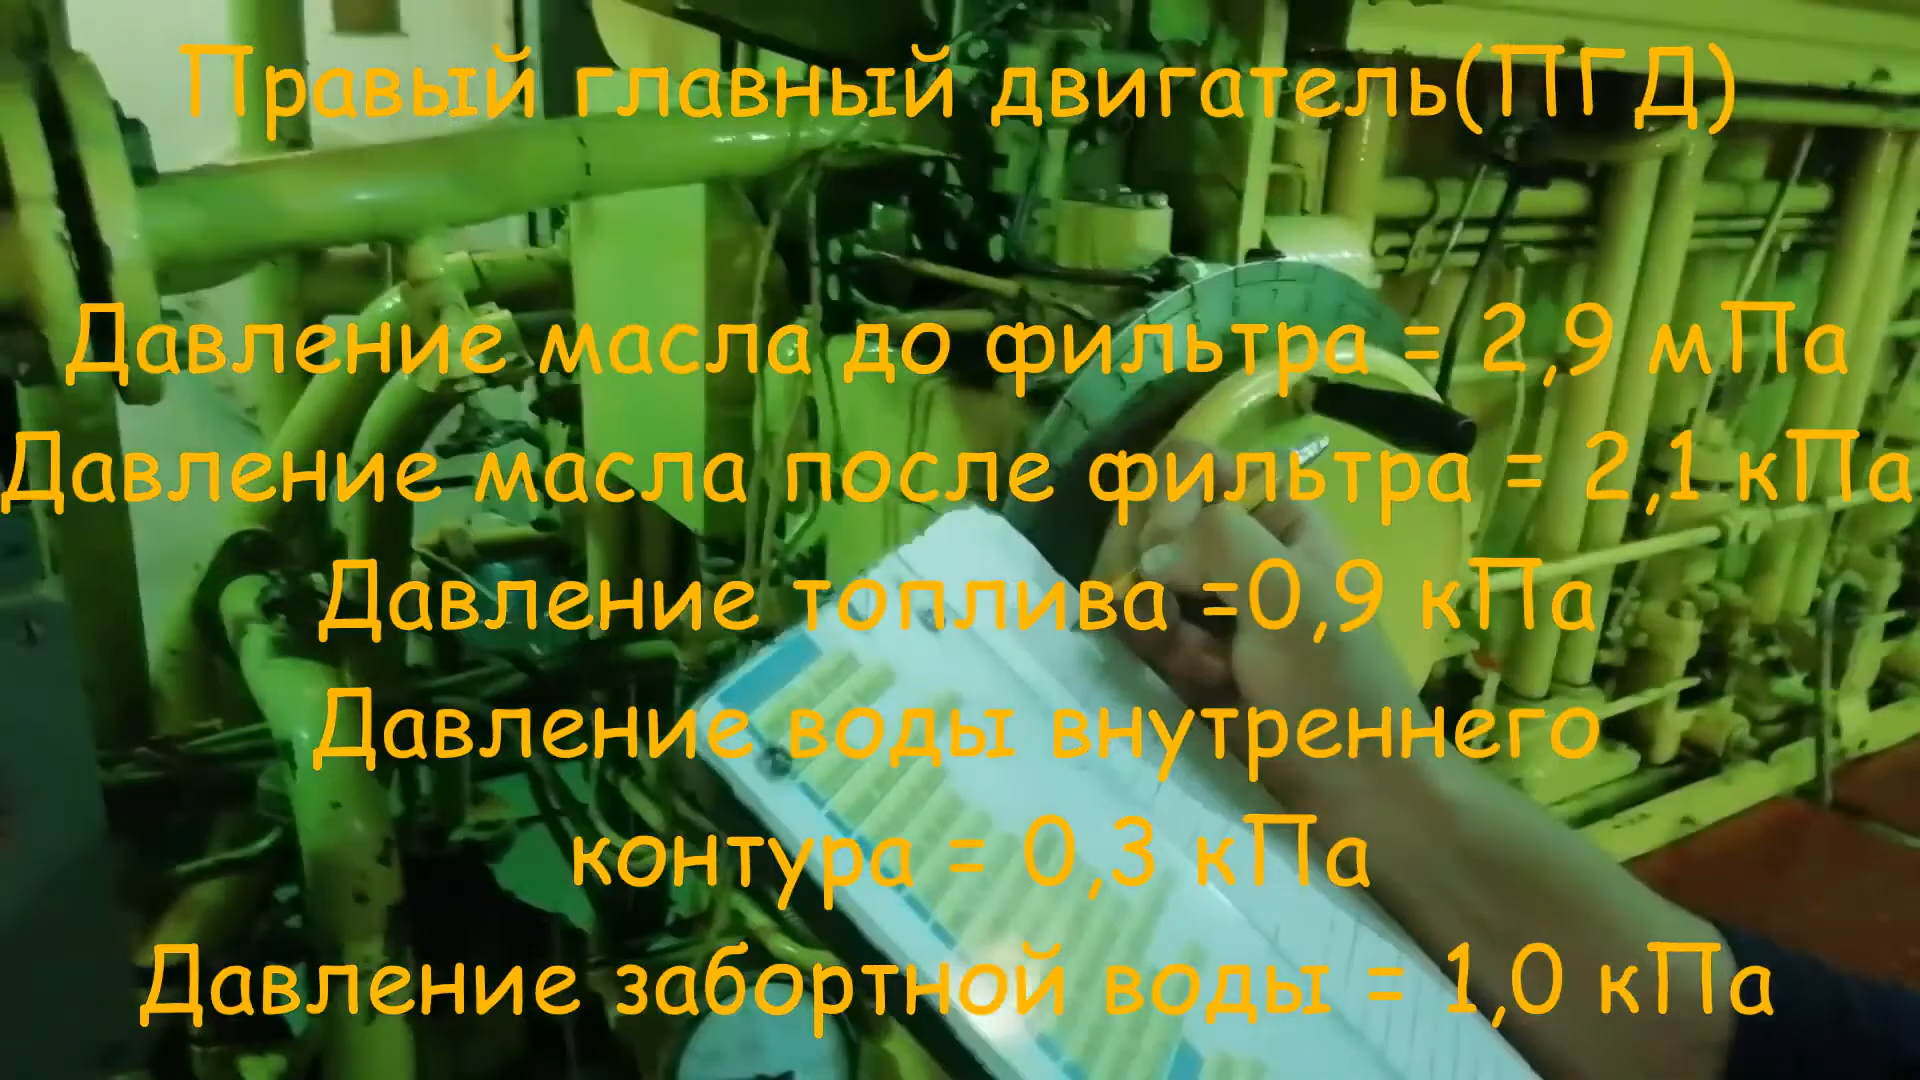 Правый главный двигатель(ПГД)
Давление масла до фильтра = 2,9 мПа
Давление масла после фильтра = 2,1 кПа
Давление топлива =0,9 кПа
Давление воды внутреннего
контура = 0,3 кПа
Давление забортной воды = 1,0 кПа